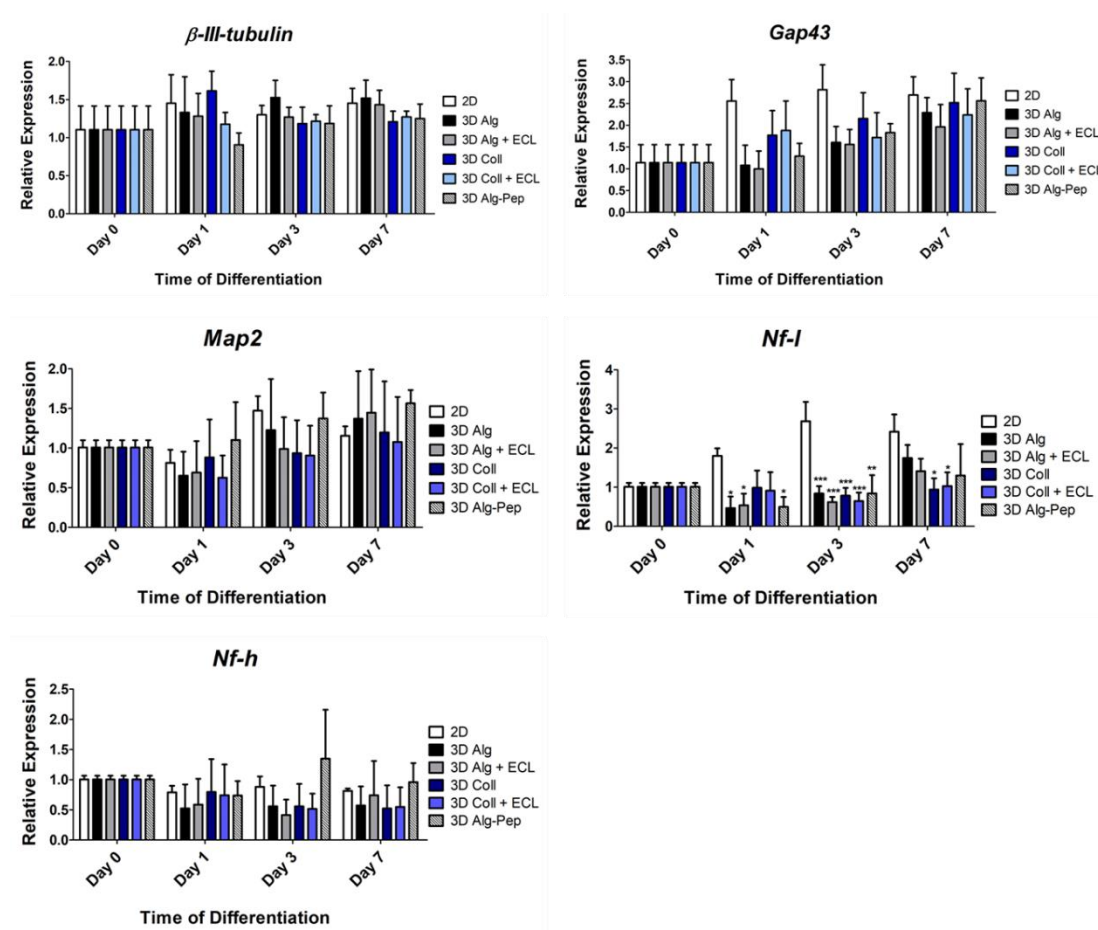 β-III-tubulin
Relative Expression
2.0
1.5
1.0
0.5
0.0
Day 0
Day 1
Day 3
Day 7
Time of Differentiation
2D
3D Alg
3D Alg + ECL
3D Coll
3D Coll + ECL
3D Alg-Pep
Gap43
Relative Expression
3.5
3.0
2.5
2.0
1.5
1.0
0.5
0.0
Day 0
Day 1
Day 3
Day 7
Time of Differentiation
2D
3D Alg
3D Alg + ECL
3D Coll
3D Coll + ECL
3D Alg-Pep
Map2
Relative Expression
2.0
1.5
1.0
0.5
0.0
Day 0
Day 1
Day 3
Day 7
Time of Differentiation
2D
3D Alg
3D Alg + ECL
3D Coll
3D Coll + ECL
3D Alg-Pep
Nf-l
Relative Expression
4
3
2
1
0
* * *
*** *** *** *** **
* *
Day 0
Day 1
Day 3
Day 7
Time of Differentiation
2D
3D Alg
3D Alg + ECL
3D Coll
3D Coll + ECL
3D Alg-Pep
Nf-h
Relative Expression
2.5
2.0
1.5
1.0
0.5
0.0
Day 0
Day 1
Day 3
Day 7
Time of Differentiation
2D
3D Alg
3D Alg + ECL
3D Coll
3D Coll + ECL
3D Alg-Pep